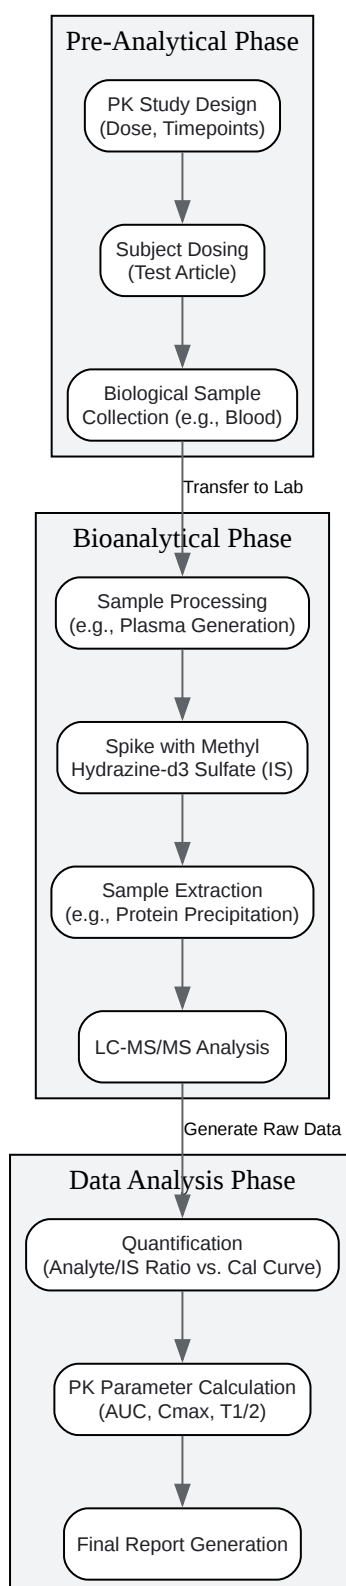 Pre-Analytical Phase
PK Study Design
(Dose, Timepoints)
Subject Dosing
(Test Article)
Biological Sample
Collection (e.g., Blood)
Transfer to Lab
Bioanalytical Phase
Sample Processing
(e.g., Plasma Generation)
Spike with Methyl
Hydrazine-d3 Sulfate (IS)
Sample Extraction
(e.g., Protein Precipitation)
LC-MS/MS Analysis
Generate Raw Data
Data Analysis Phase
Quantification
(Analyte/IS Ratio vs. Cal Curve)
PK Parameter Calculation
(AUC, Cmax, T1/2)
Final Report Generation